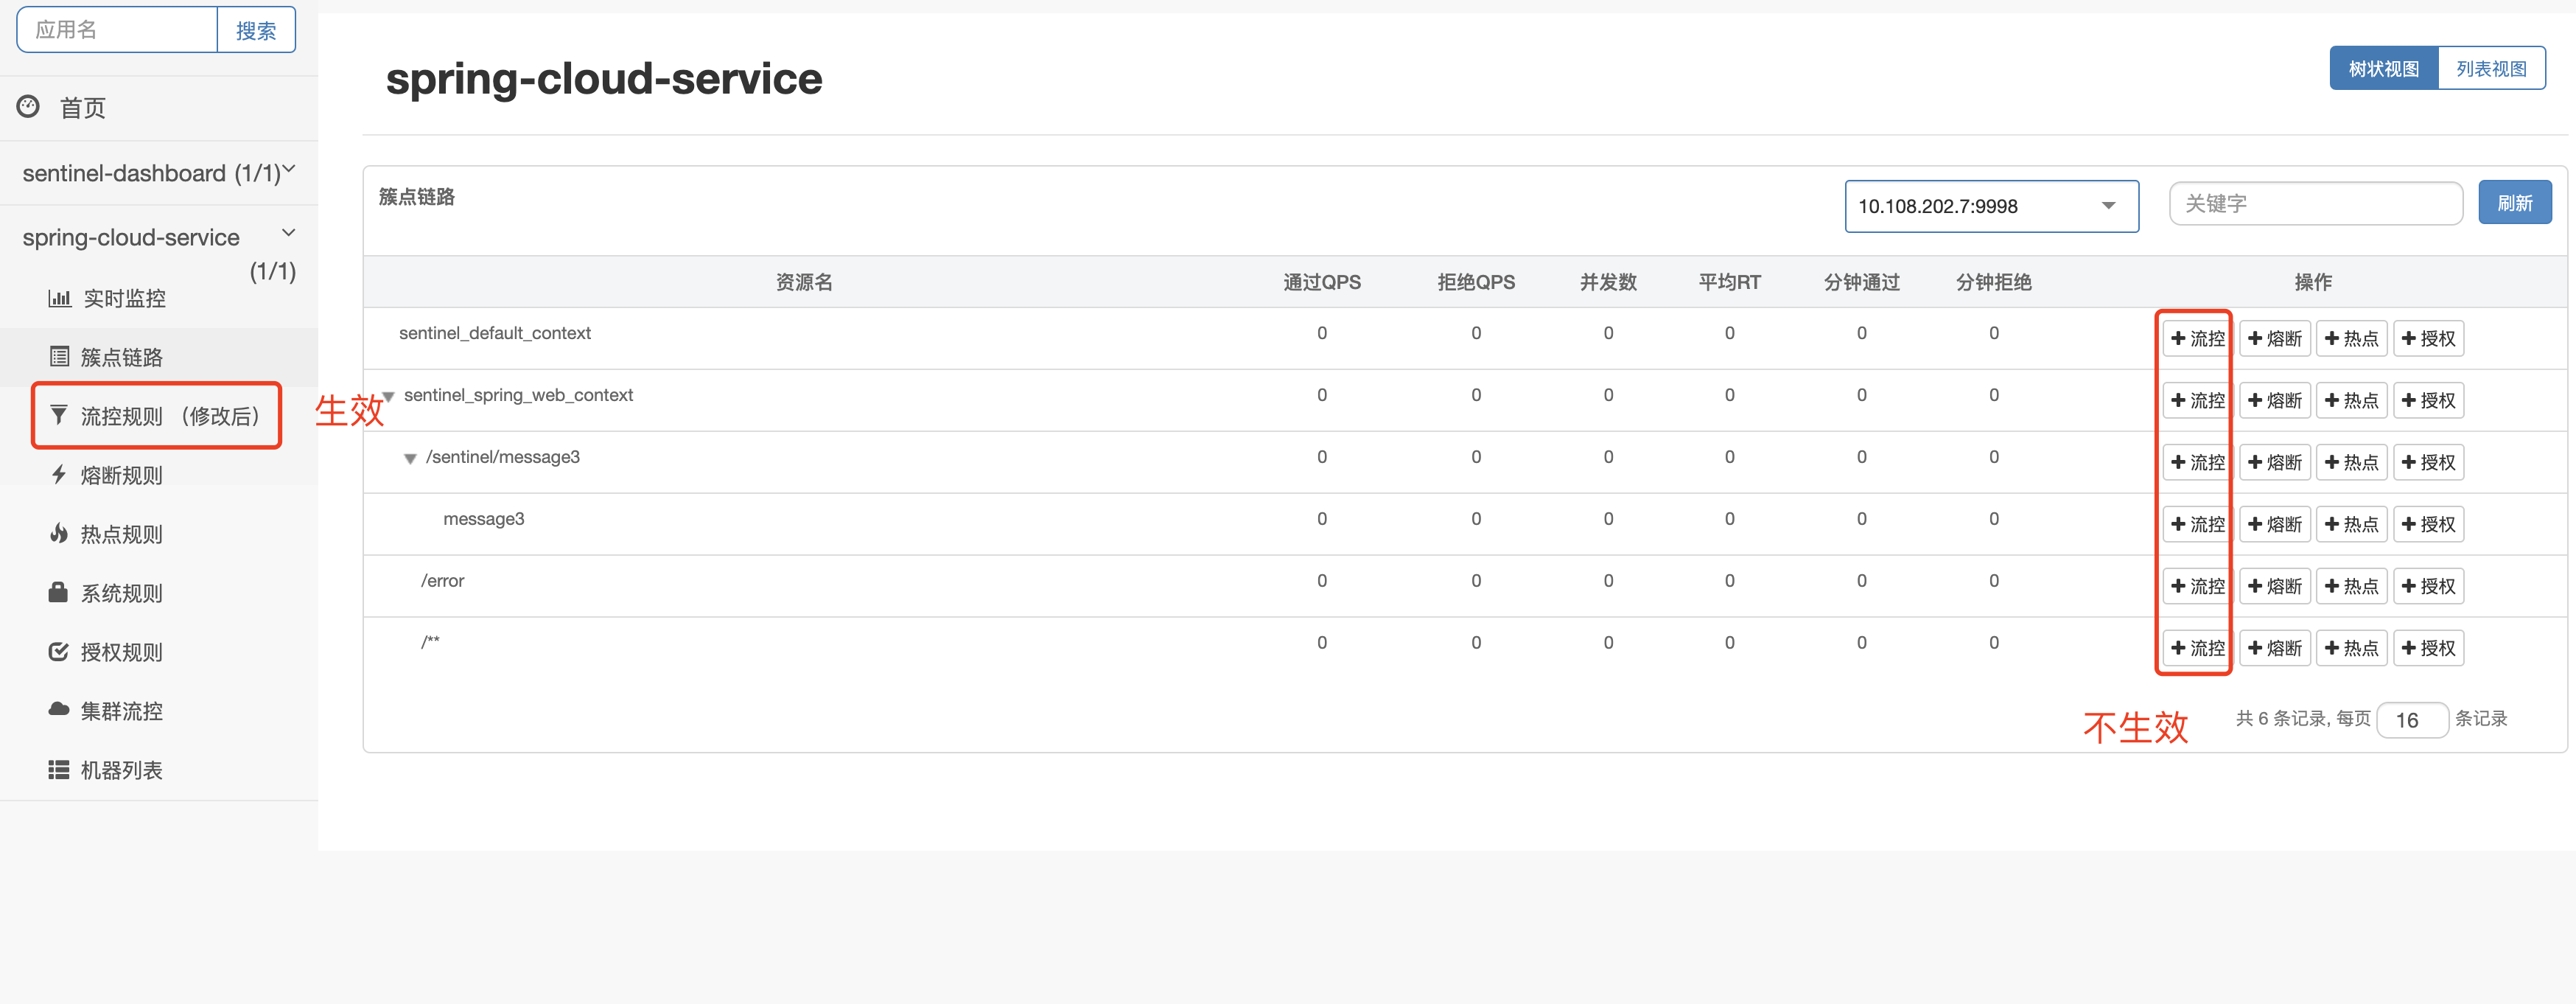 应用名 搜索
首页
sentinel-dashboard (1/1)
spring-cloud-service
(1/1)
实时监控
簇点链路
流控规则 （修改后）
生效
熔断规则
热点规则
系统规则
授权规则
集群流控
机器列表
spring-cloud-service
树状视图 列表视图
簇点链路
10.108.202.7:9998
关键字
刷新
资源名 通过QPS 拒绝QPS 并发数 平均RT 分钟通过 分钟拒绝 操作
sentinel_default_context 0 0 0 0 0 0 流控 熔断 热点 授权
sentinel_spring_web_context 0 0 0 0 0 0 流控 熔断 热点 授权
/sentinel/message3 0 0 0 0 0 0 流控 熔断 热点 授权
message3 0 0 0 0 0 0 流控 熔断 热点 授权
/error 0 0 0 0 0 0 流控 熔断 热点 授权
/** 0 0 0 0 0 0 流控 熔断 热点 授权
不生效
共 6 条记录, 每页 16 条记录